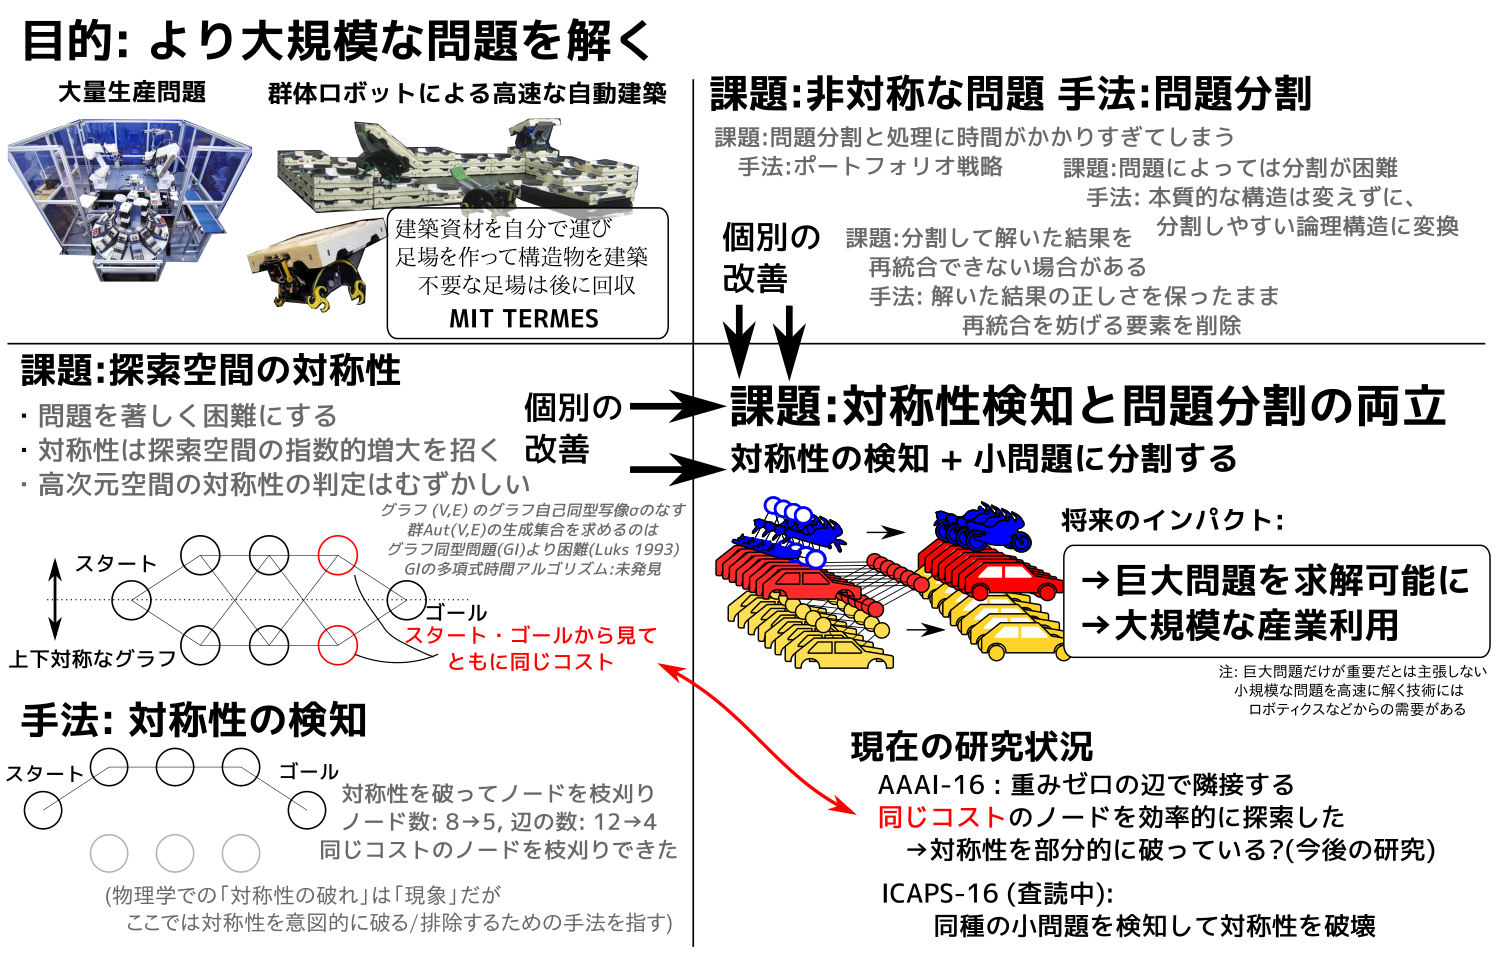 目的: より大規模な問題を解く
大量生産問題
群体ロボットによる高速な自動建築
建築資材を自分で運び
足場を作って構造物を建築
不要な足場は後に回収
MIT TERMES
課題:非対称な問題 手法:問題分割
課題:問題分割と処理に時間がかかりすぎてしまう
手法:ポートフォリオ戦略
課題:問題によっては分割が困難
手法: 本質的な構造は変えずに、
分割しやすい論理構造に変換
個別の
改善
課題:分割して解いた結果を
再統合できない場合がある
手法: 解いた結果の正しさを保ったまま
再統合を妨げる要素を削除
課題:探索空間の対称性
・問題を著しく困難にする
・対称性は探索空間の指数的増大を招く
・高次元空間の対称性の判定はむずかしい
個別の
改善
グラフ (V,E) のグラフ自己同型写像σのなす
群Aut(V,E)の生成集合を求めるのは
グラフ同型問題(GI)より困難(Luks 1993)
GIの多項式時間アルゴリズム:未発見
スタート
ゴール
上下対称なグラフ
スタート・ゴールから見て
ともに同じコスト
手法: 対称性の検知
スタート
ゴール
対称性を破ってノードを枝刈り
ノード数: 8→5, 辺の数: 12→4
同じコストのノードを枝刈りできた
(物理学での「対称性の破れ」は「現象」だが
ここでは対称性を意図的に破る/排除するための手法を指す)
課題:対称性検知と問題分割の両立
対称性の検知 + 小問題に分割する
将来のインパクト:
→巨大問題を求解可能に
→大規模な産業利用
注: 巨大問題だけが重要だとは主張しない
小規模な問題を高速に解く技術には
ロボティクスなどからの需要がある
現在の研究状況
AAAI-16 : 重みゼロの辺で隣接する
同じコストのノードを効率的に探索した
→対称性を部分的に破っている?(今後の研究)
ICAPS-16 (査読中):
同種の小問題を検知して対称性を破壊